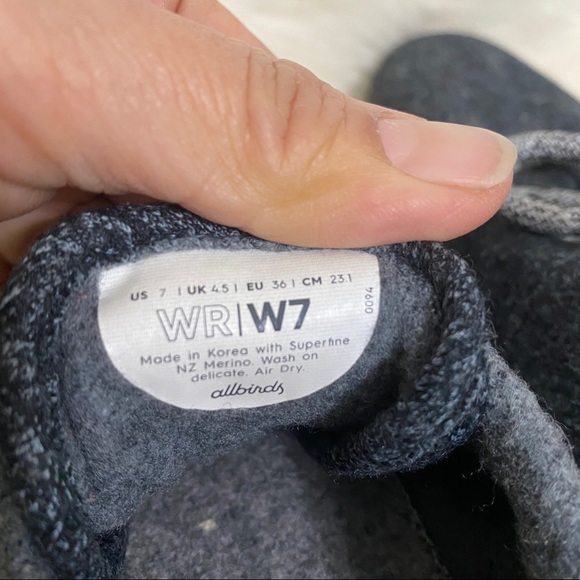 US 7 | UK 4.5 | EU 36 | CM 23.1
WR|W7
Made in Korea with Superfine
NZ Merino. Wash on
delicate. Air Dry.
allbirds
0094